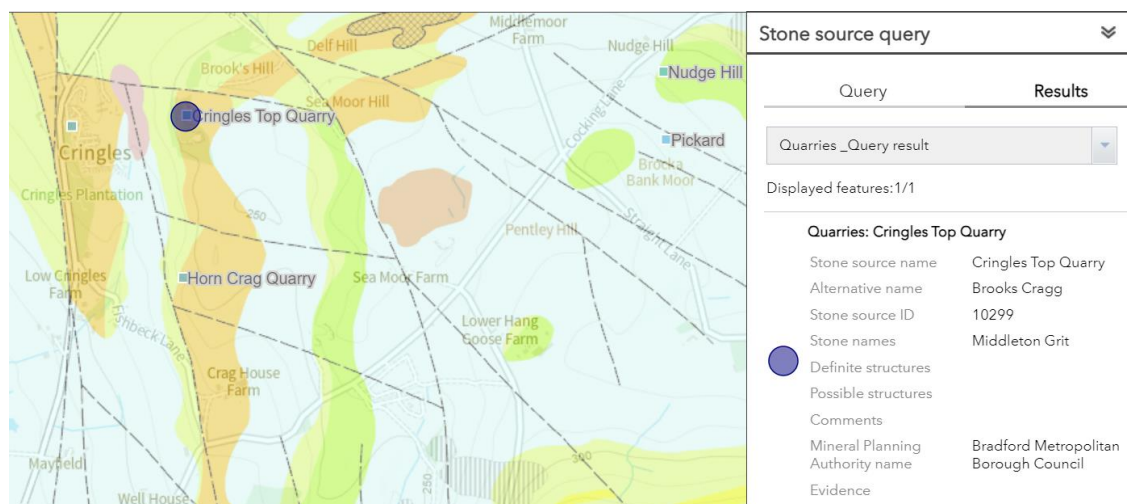 Middlemoor
Farm
Delf Hill
Nudge Hill
Brook's Hill
Nudge Hill
Sea Moor Hill
Cringles Top Quarry
Cocking Lane
Pickard
Cringles
Brocka
Bank Moor
Cringles Plantation
250
Straight Lane
Pentley Hill
Low Cringles
Farm
Horn Crag Quarry
Sea Moor Farm
Fishbeck Lane
Lower Hang
Goose Farm
Crag House
Farm
Mayfield
300
250
Well House
Stone source query
Query
Results
Quarries _Query result
Displayed features:1/1
Quarries: Cringles Top Quarry
Stone source name Cringles Top Quarry
Alternative name Brooks Cragg
Stone source ID 10299
Stone names Middleton Grit
Definite structures
Possible structures
Comments
Mineral Planning Bradford Metropolitan
Authority name Borough Council
Evidence